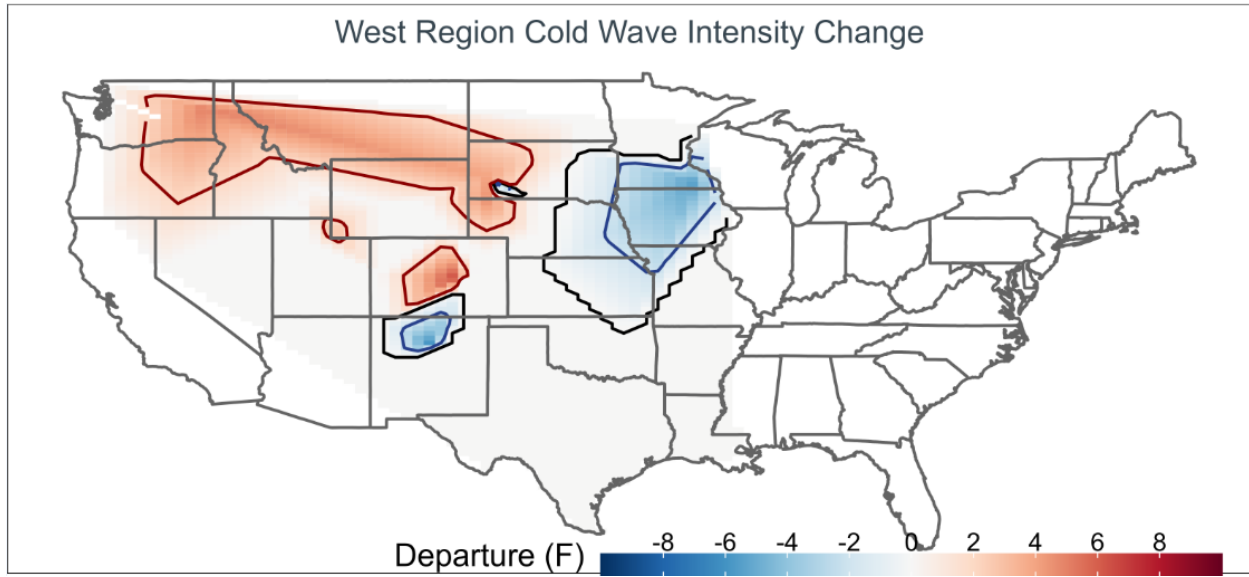 West Region Cold Wave Intensity Change
Departure (F)
-8 -6 -4 -2 0 2 4 6 8